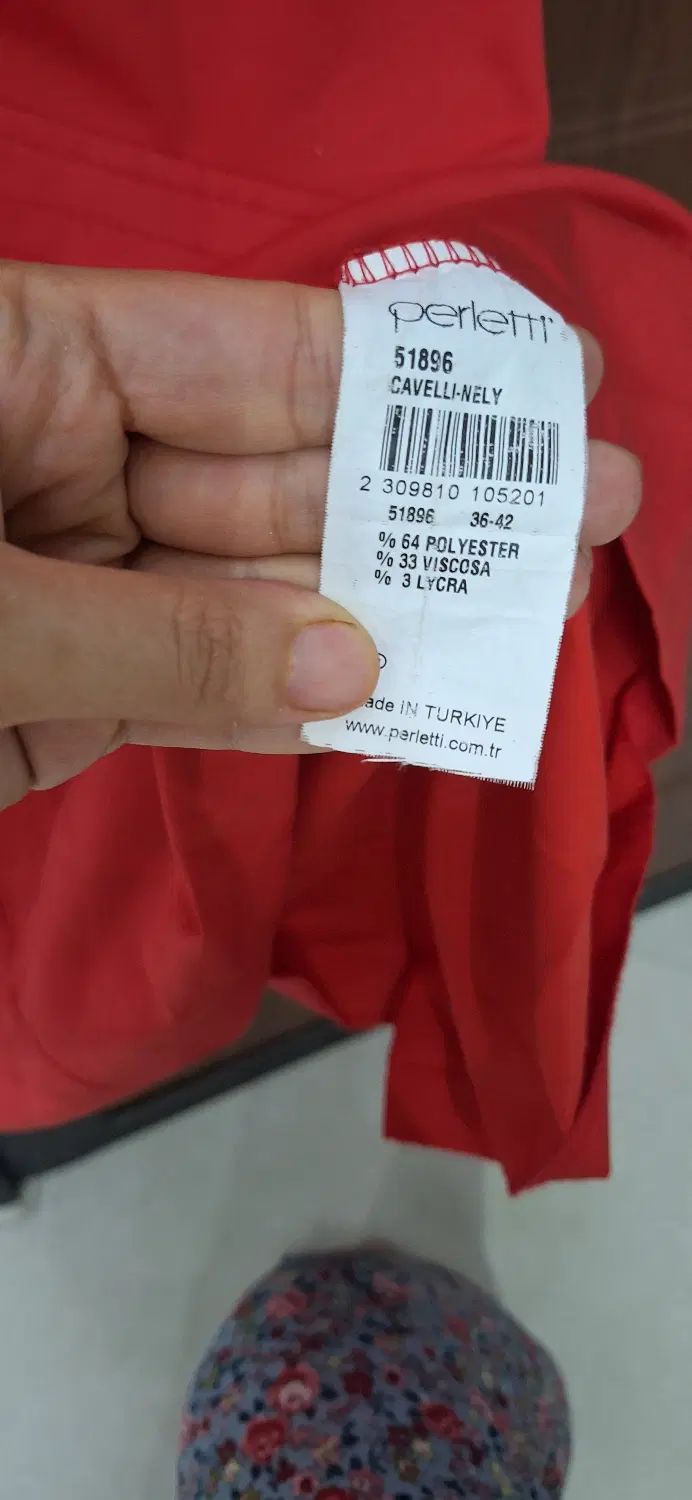 perletti
51896
CAVELLI-NELY
2 309810 105201
51896 36-42
% 64 POLYESTER
% 33 VISCOSA
% 3 LYCRA
ade IN TURKIYE
www.perletti.com.tr